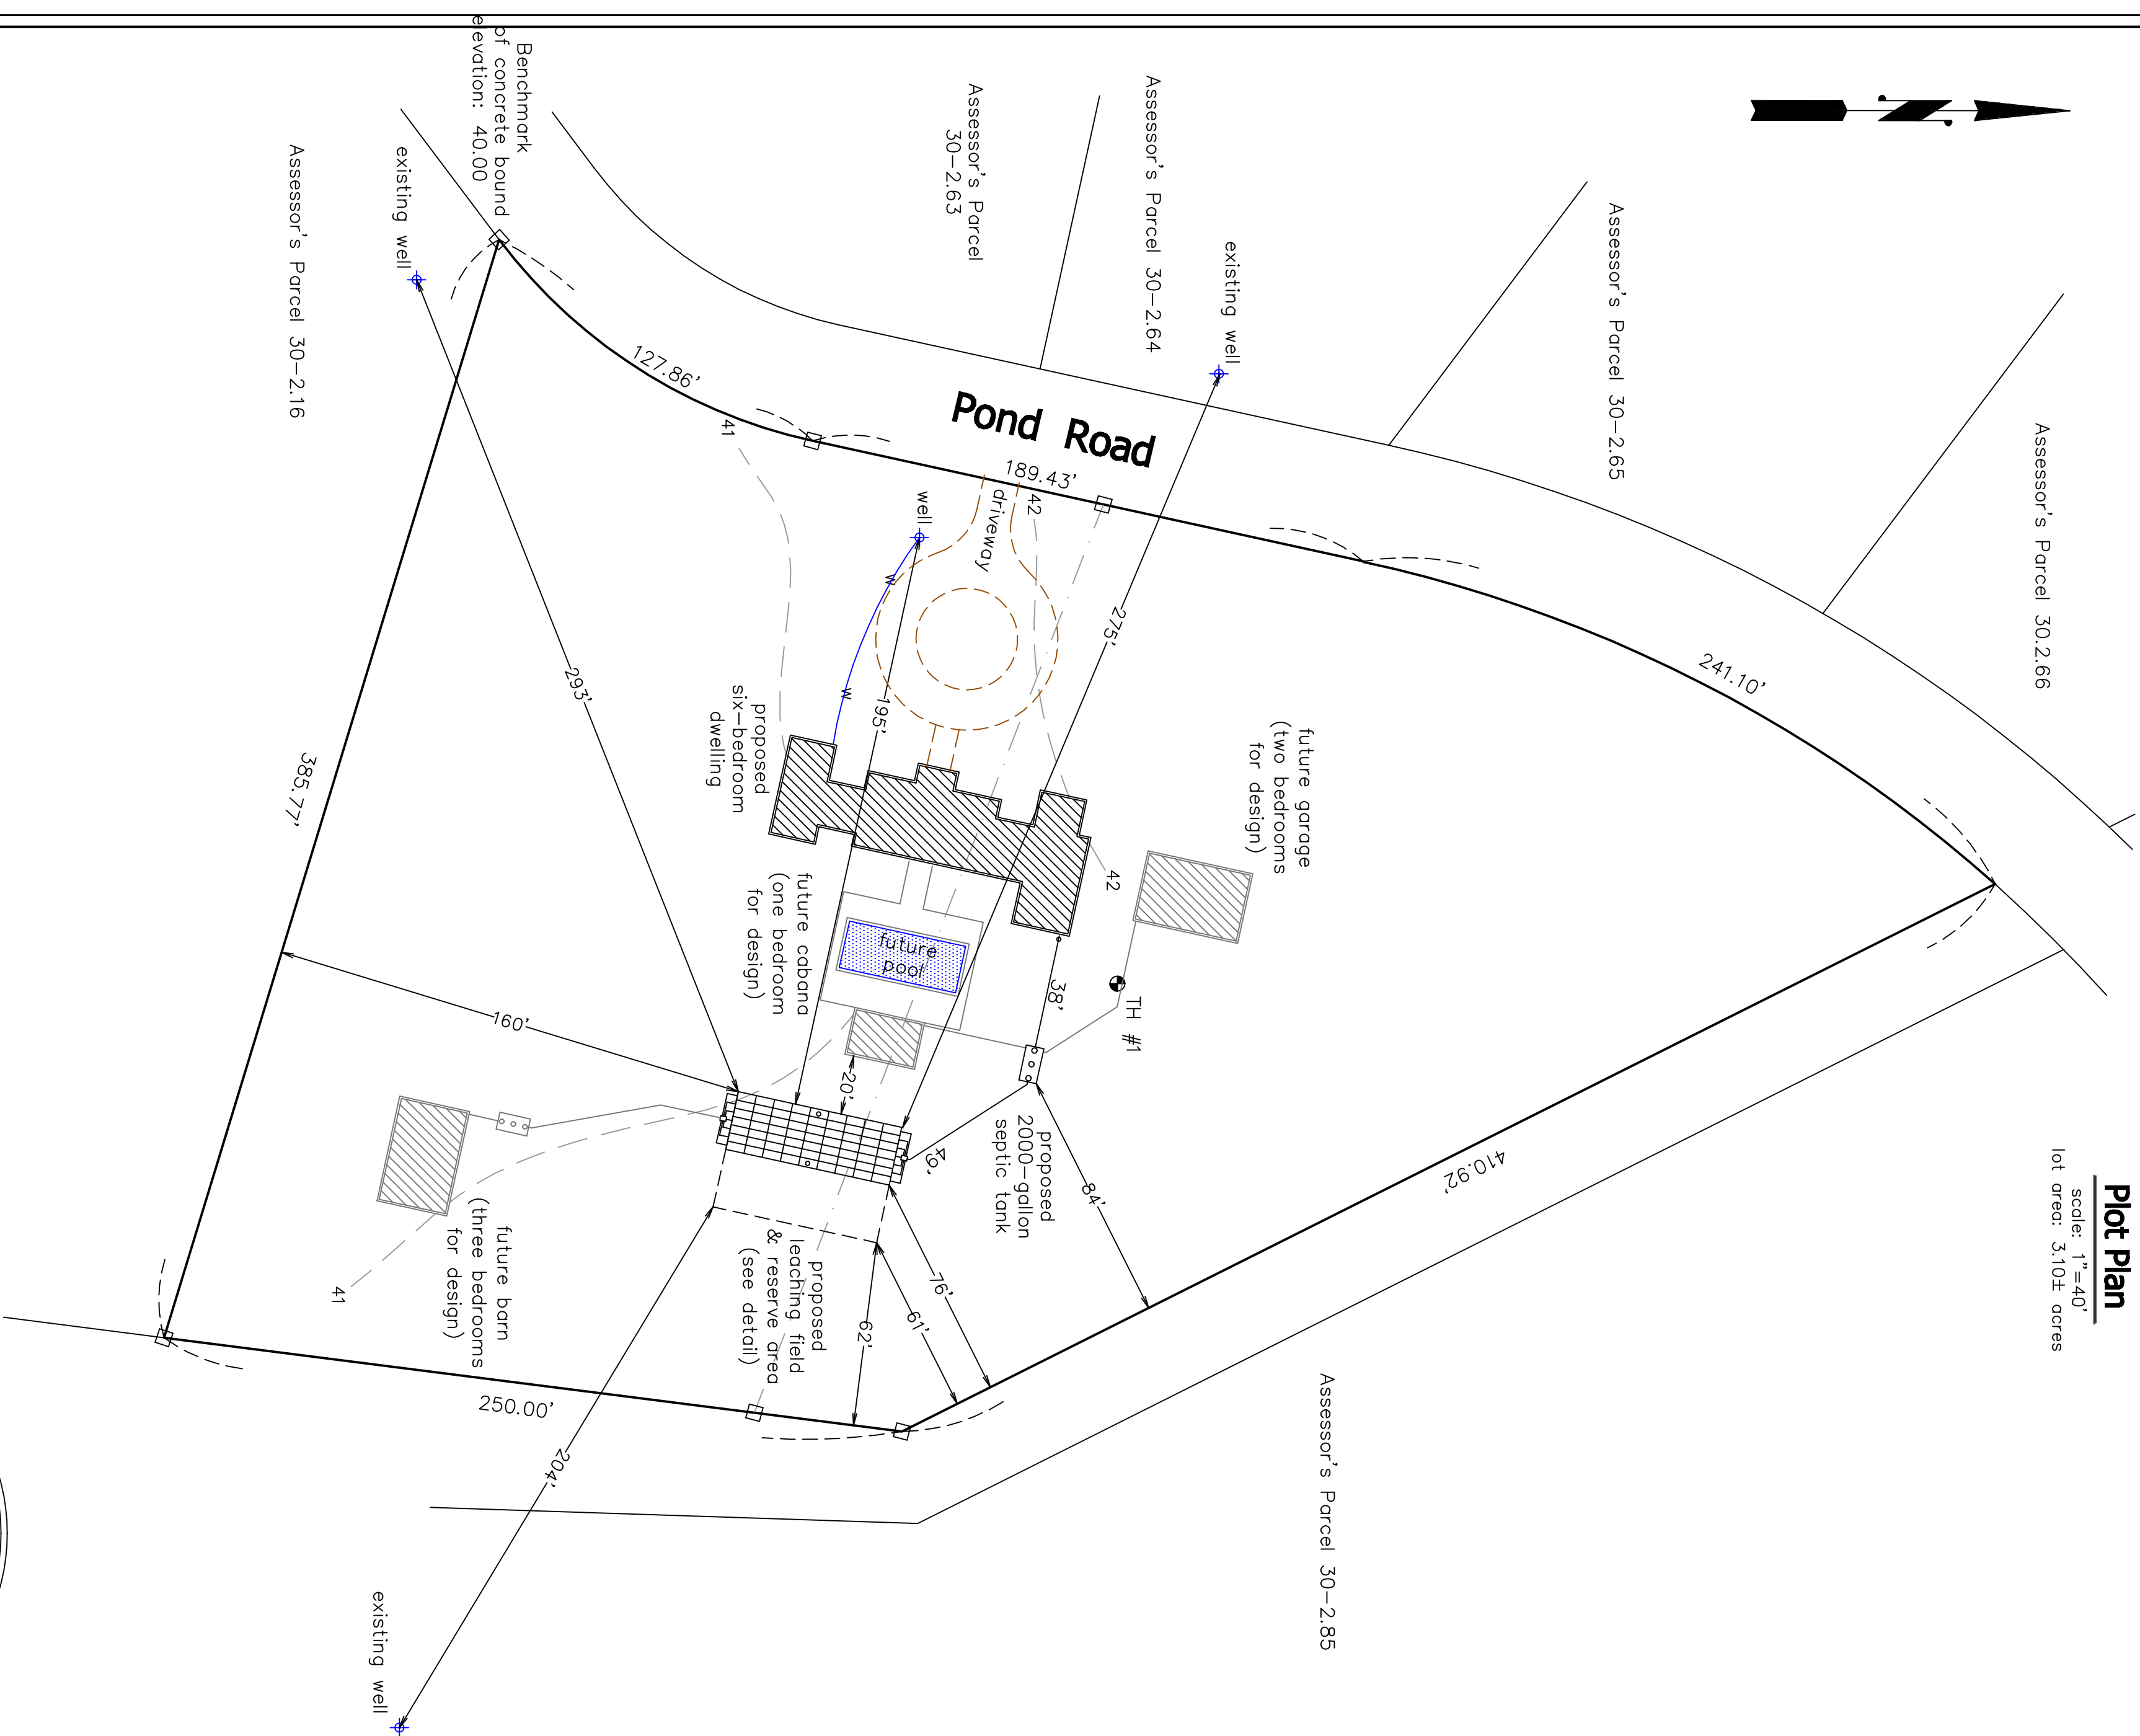 Plot Plan
scale: 1"=40'
lot area: 3.10± acres
Benchmark
of concrete bound
elevation: 40.00
existing well
Assessor's Parcel 30-2.16
Assessor's Parcel
30-2.63
Assessor's Parcel 30-2.64
existing well
Assessor's Parcel 30-2.65
Assessor's Parcel 30.2.66
Pond Road
127.86'
189.43'
241.10'
41
42
driveway
well
w
w
195'
275'
293'
proposed
six-bedroom
dwelling
future garage
(two bedrooms
for design)
42
385.77'
future cabana
(one bedroom
for design)
future
pool
38'
TH #1
160'
20'
49'
proposed
2000-gallon
septic tank
84'
410.92'
76'
61'
62'
proposed
leaching field
& reserve area
(see detail)
future barn
(three bedrooms
for design)
41
250.00'
204'
existing well
Assessor's Parcel 30-2.85